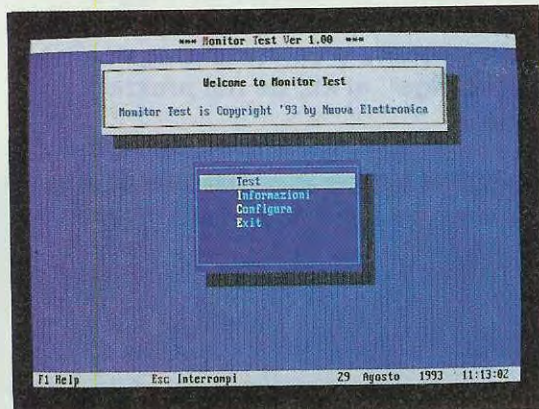 *** Monitor Test Ver 1.00 ***
Welcome to Monitor Test
Monitor Test is Copyright '93 by Nuova Elettronica
Test
Informazioni
Configura
Exit
F1 Help Esc Interrompi 29 Agosto 1993 11:13:02